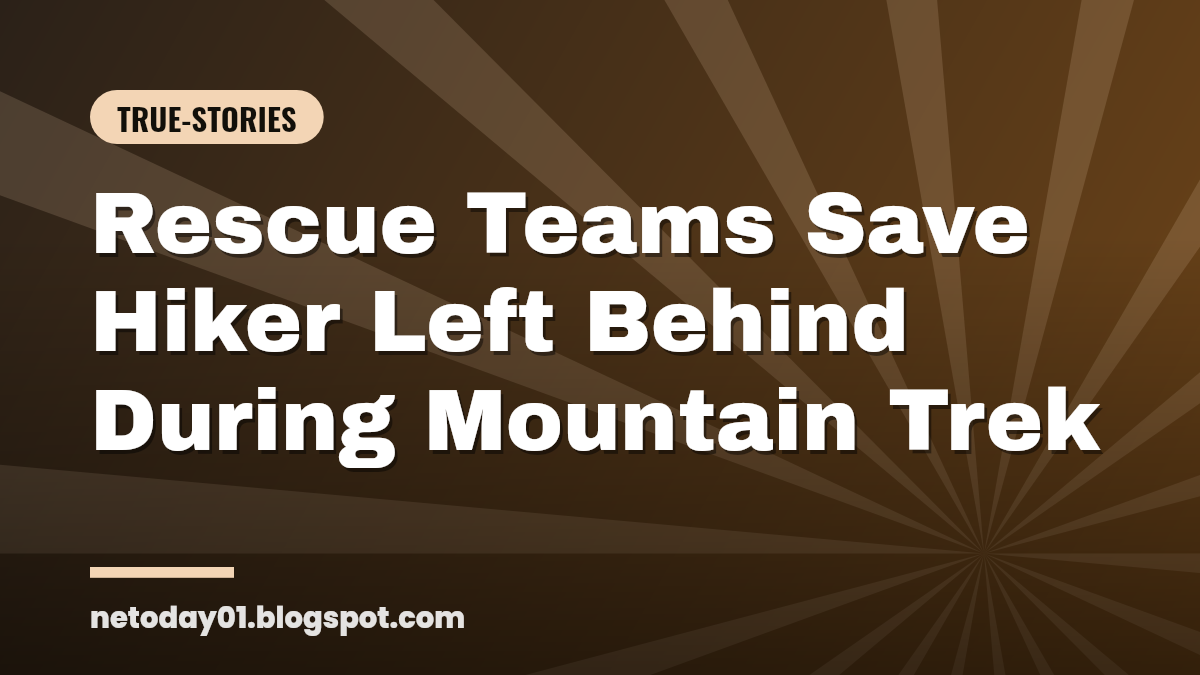 TRUE-STORIES
Rescue Teams Save
Hiker Left Behind
During Mountain Trek
netoday01.blogspot.com